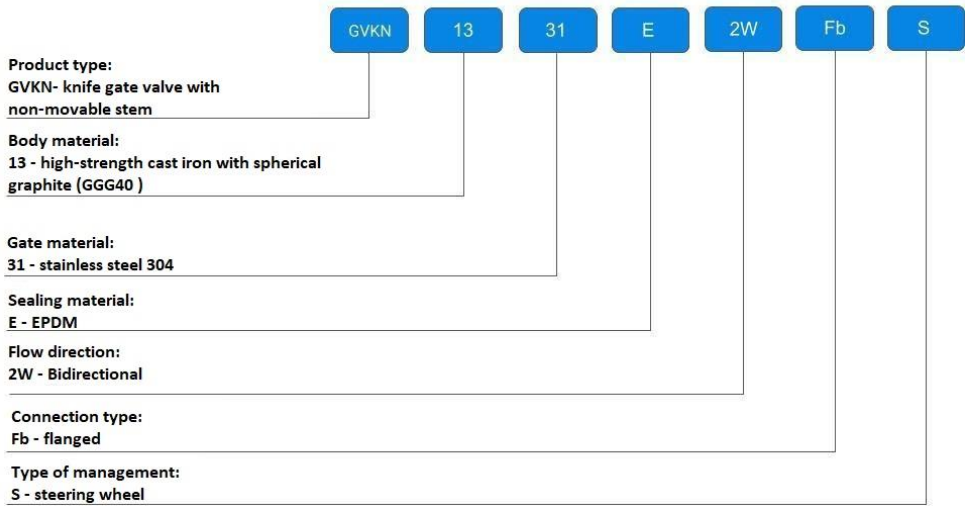 GVKN 13 31 E 2W Fb S
Product type:
GVKN- knife gate valve with
non-movable stem
Body material:
13 - high-strength cast iron with spherical
graphite (GGG40 )
Gate material:
31 - stainless steel 304
Sealing material:
E - EPDM
Flow direction:
2W - Bidirectional
Connection type:
Fb - flanged
Type of management:
S - steering wheel